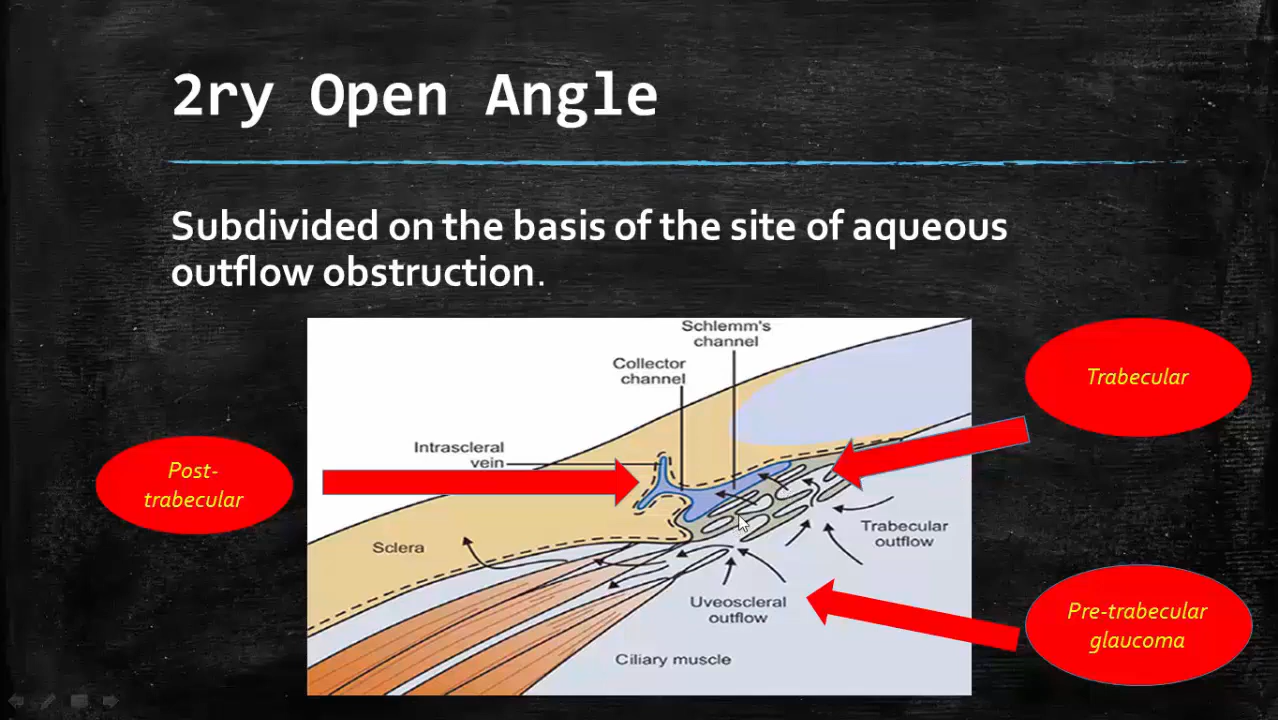 2ry Open Angle
Subdivided on the basis of the site of aqueous
outflow obstruction.
Schlemm's
channel
Collector
channel
Intrascleral
vein
Sclera
Trabecular
outflow
Uveoscleral
outflow
Ciliary muscle
Post-
trabecular
Trabecular
Pre-trabecular
glaucoma